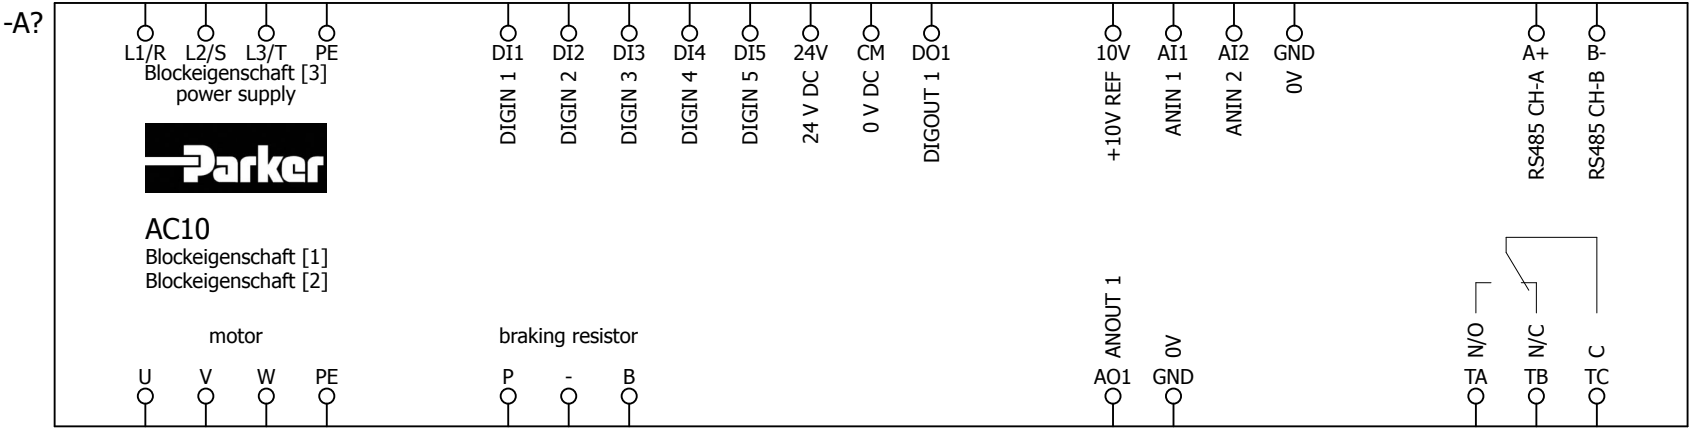 -A?
L1/R L2/S L3/T PE DI1 DI2 DI3 DI4 DI5 24V CM DO1 10V AI1 AI2 GND A+ B-
Blockeigenschaft [3]
power supply
DIGIN 1
DIGIN 2
DIGIN 3
DIGIN 4
DIGIN 5
24 V DC
0 V DC
DIGOUT 1
+10V REF
ANIN 1
ANIN 2
0V
RS485 CH-A
RS485 CH-B
Parker
AC10
Blockeigenschaft [1]
Blockeigenschaft [2]
motor
braking resistor
ANOUT 1
0V
N/O
N/C
C
U V W PE P - B AO1 GND TA TB TC